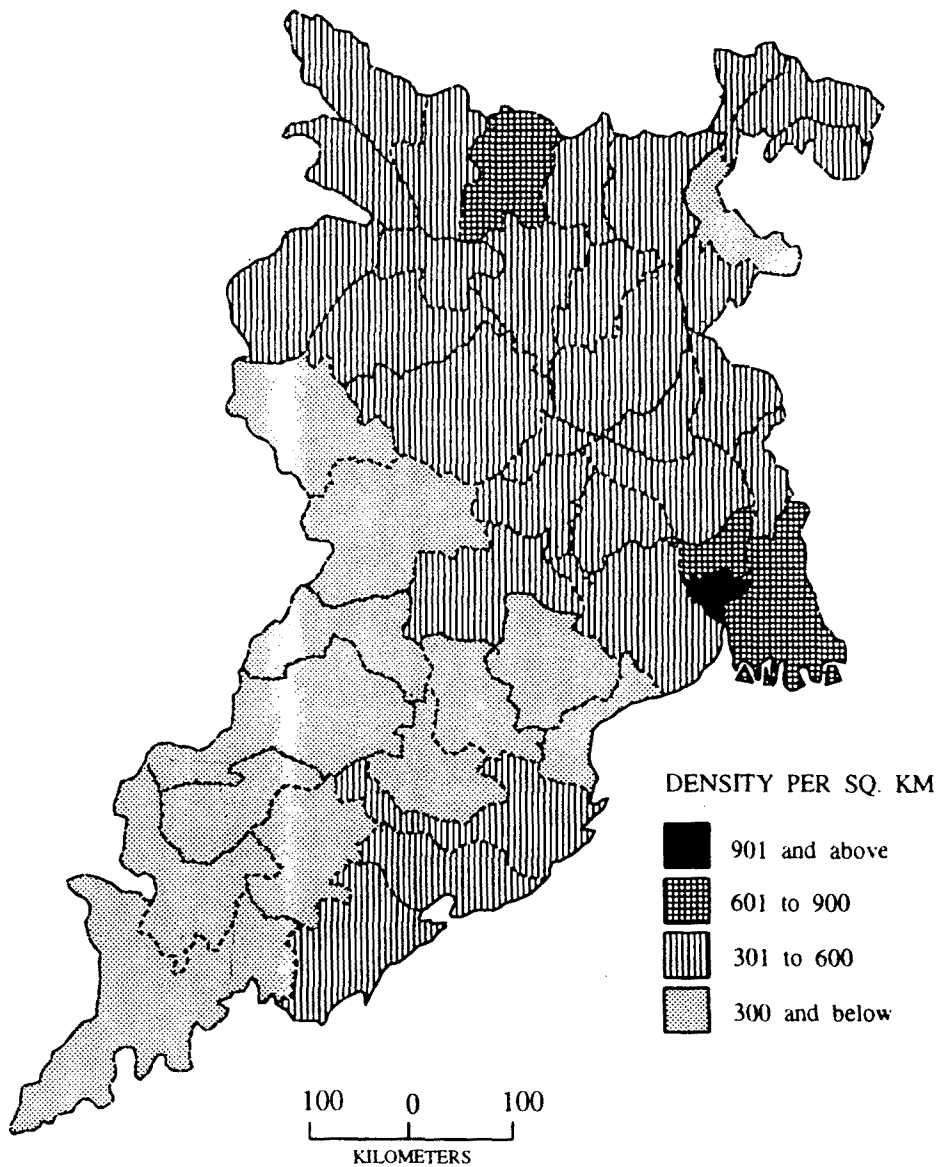 DENSITY PER SQ. KM
901 and above
601 to 900
301 to 600
300 and below
100 0 100
KILOMETERS